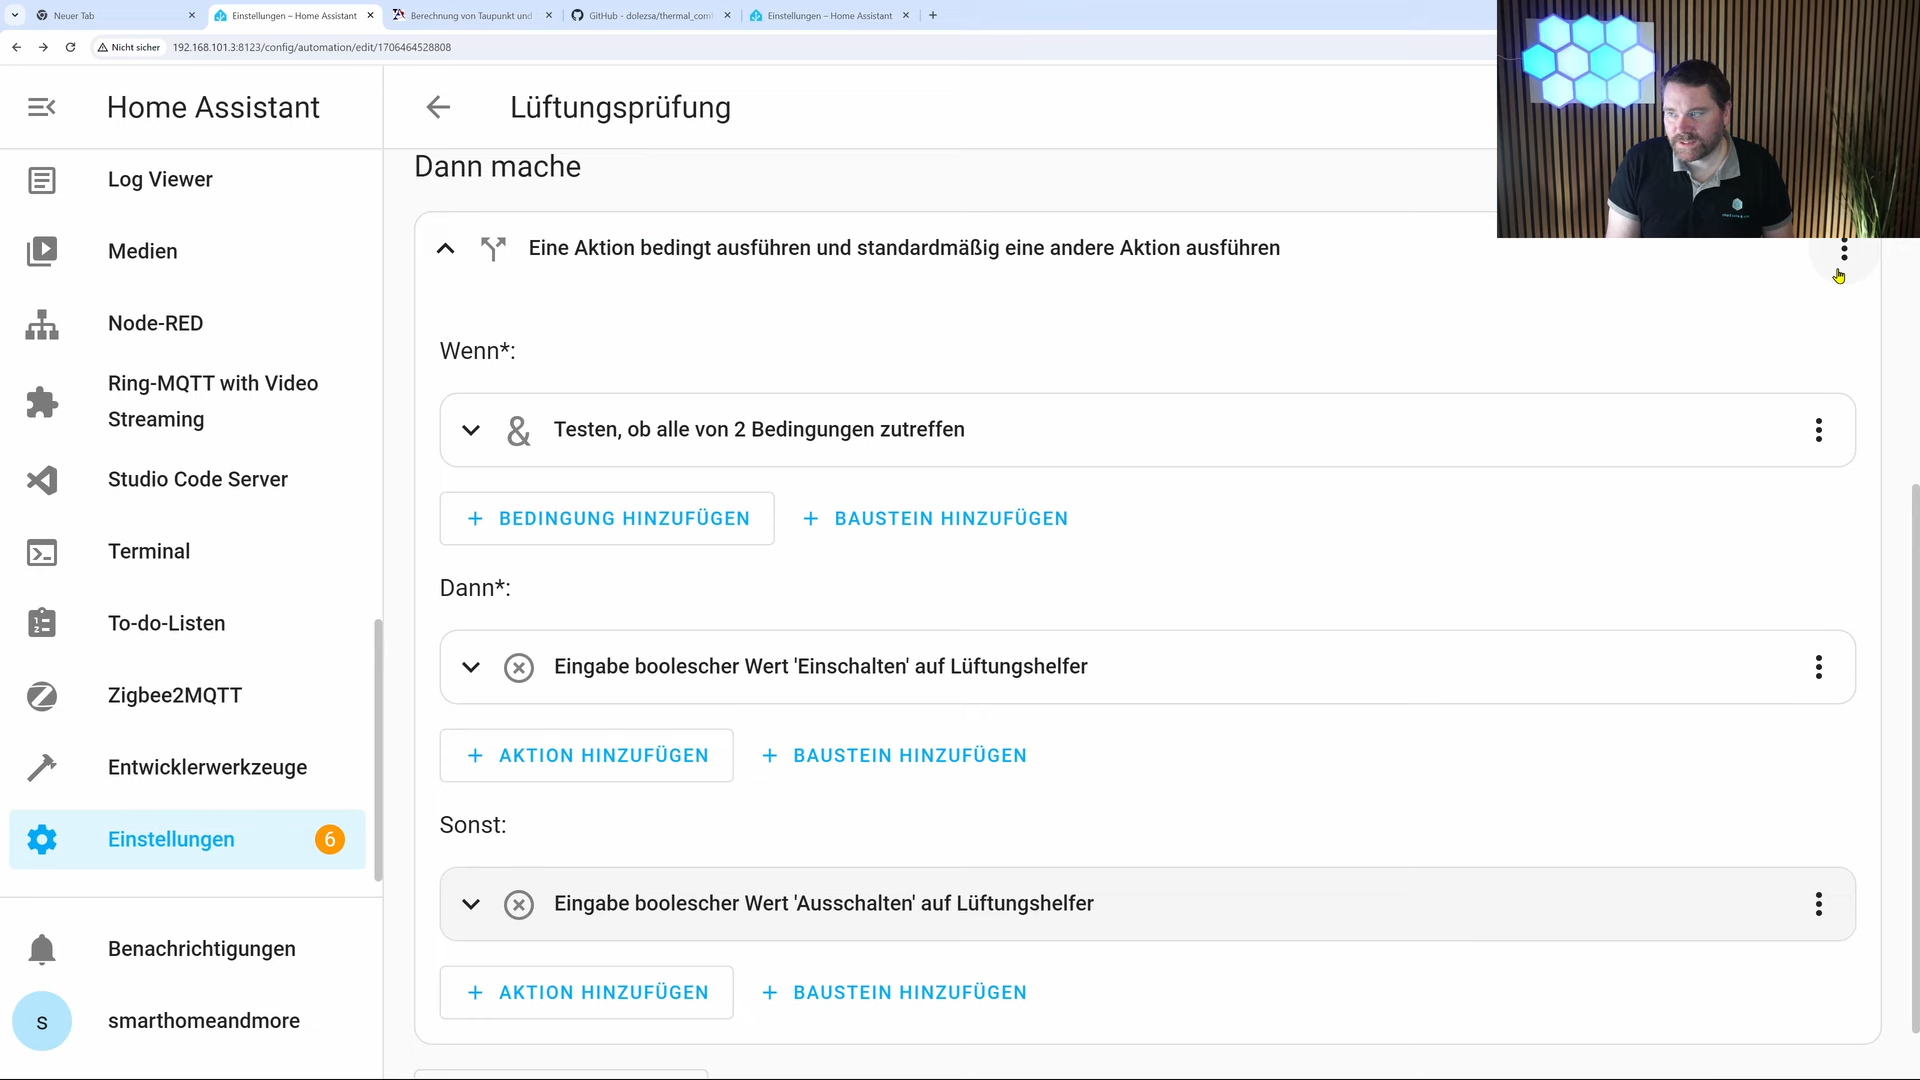 Neuer Tab
Einstellungen – Home Assistant
Berechnung von Taupunkt und
GitHub - dolezsa/thermal_com
Einstellungen – Home Assistant
Nicht sicher
192.168.101.3:8123/config/automation/edit/1706464528808
Home Assistant
Lüftungsprüfung
Log Viewer
Medien
Node-RED
Ring-MQTT with Video
Streaming
Studio Code Server
Terminal
To-do-Listen
Zigbee2MQTT
Entwicklerwerkzeuge
Einstellungen
6
Benachrichtigungen
s
smarthomeandmore
Dann mache
Eine Aktion bedingt ausführen und standardmäßig eine andere Aktion ausführen
Wenn*:
& Testen, ob alle von 2 Bedingungen zutreffen
+ BEDINGUNG HINZUFÜGEN
+ BAUSTEIN HINZUFÜGEN
Dann*:
Eingabe boolescher Wert 'Einschalten' auf Lüftungshelfer
+ AKTION HINZUFÜGEN
+ BAUSTEIN HINZUFÜGEN
Sonst:
Eingabe boolescher Wert 'Ausschalten' auf Lüftungshelfer
+ AKTION HINZUFÜGEN
+ BAUSTEIN HINZUFÜGEN